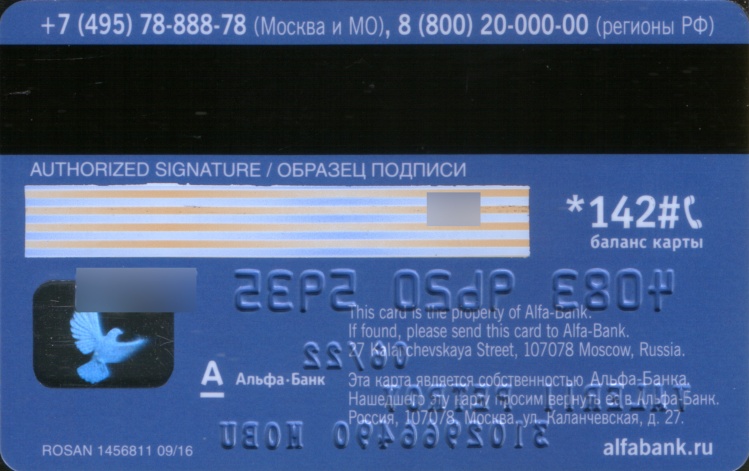 +7 (495) 78-888-78 (Москва и МО), 8 (800) 20-000-00 (регионы РФ)
AUTHORIZED SIGNATURE / ОБРАЗЕЦ ПОДПИСИ
*142#
баланс карты
This card is the property of Alfa-Bank.
If found, please send this card to Alfa-Bank.
27 Kalanchevskaya Street, 107078 Moscow, Russia.
А Альфа·Банк
Эта карта является собственностью Альфа-Банка.
Нашедшего эту карту просим вернуть её в Альфа-Банк.
Россия, 107078, Москва, ул. Каланчевская, д. 27.
ROSAN 1456811 09/16
alfabank.ru